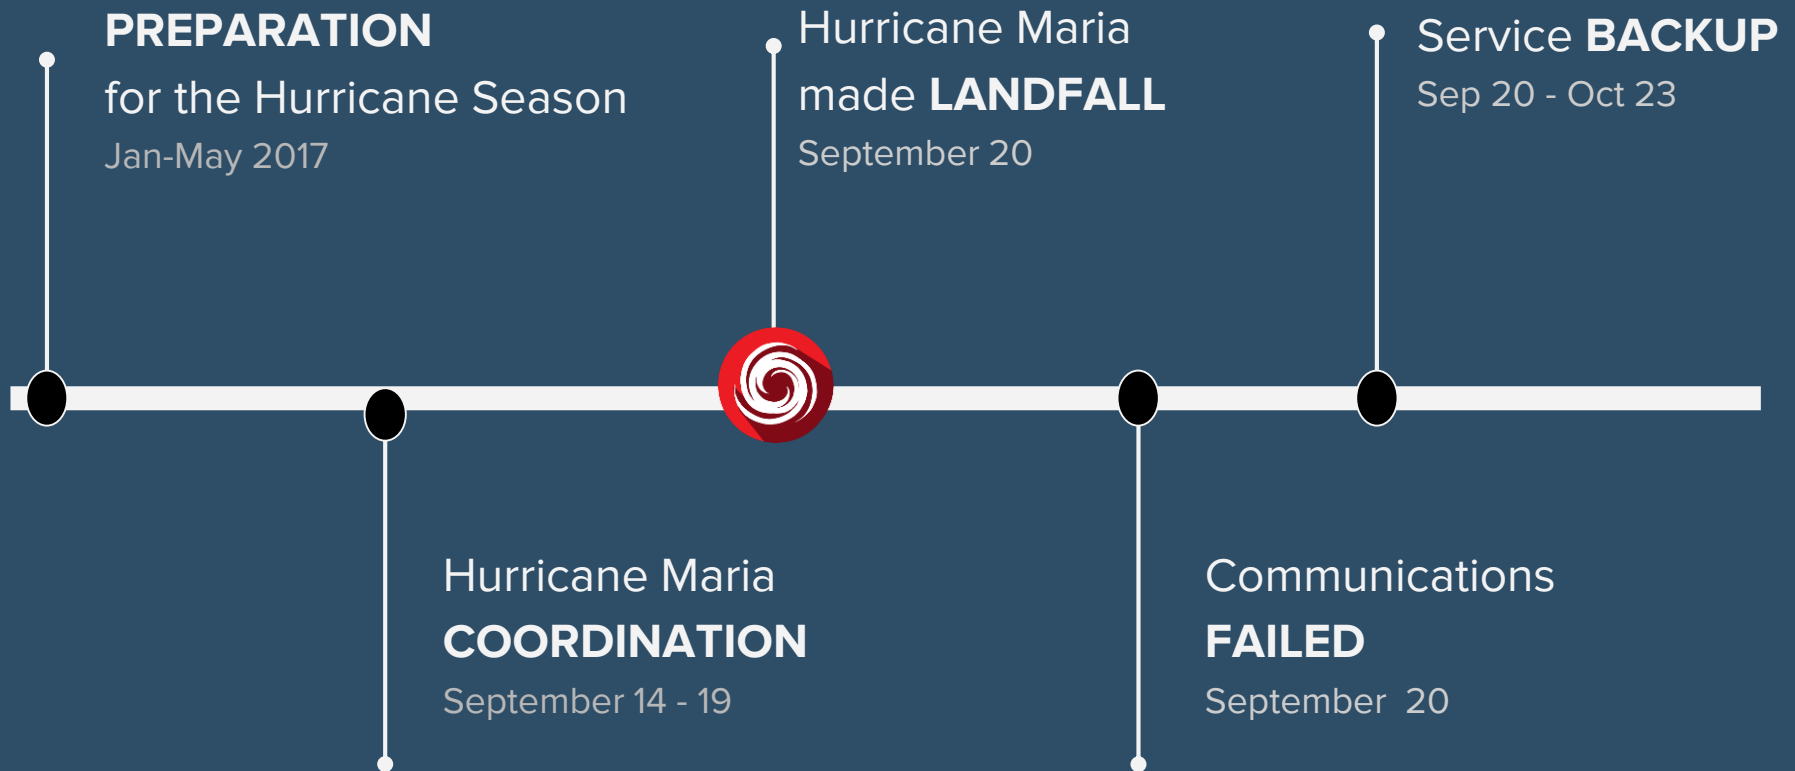 PREPARATION
for the Hurricane Season
Jan-May 2017
Hurricane Maria
COORDINATION
September 14 - 19
Hurricane Maria
made LANDFALL
September 20
Communications
FAILED
September 20
Service BACKUP
Sep 20 - Oct 23